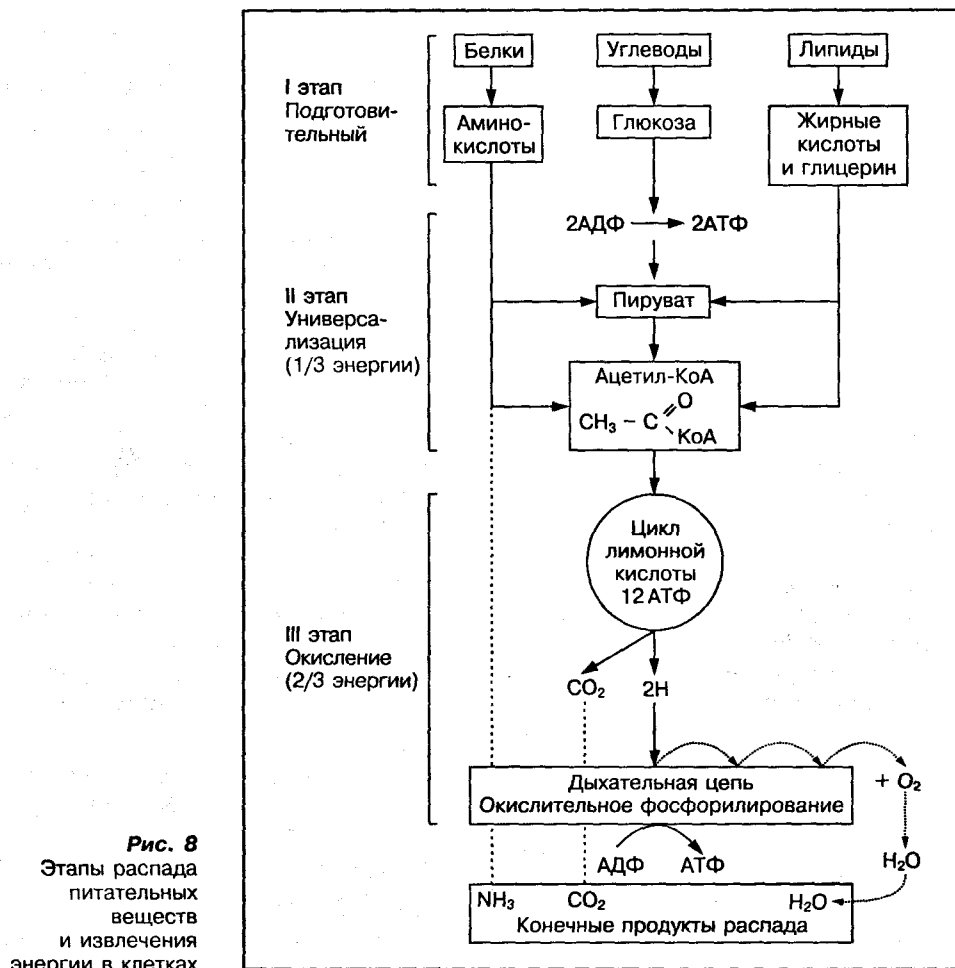 Белки
Углеводы
Липиды
I этап
Подготови-
тельный
Амино-
кислоты
Глюкоза
Жирные
кислоты
и глицерин
2АДФ 2АТФ
II этап
Универса-
лизация
(1/3 энергии)
Пируват
Ацетил-КоА
CH₃ – C
O
КоА
Цикл
лимонной
кислоты
12 АТФ
III этап
Окисление
(2/3 энергии)
CO₂ 2H
Дыхательная цепь
Окислительное фосфорилирование
+ O₂
АДФ АТФ
H₂O
NH₃ CO₂ H₂O
Конечные продукты распада
Рис. 8
Этапы распада
питательных
веществ
и извлечения
энергии в клетках